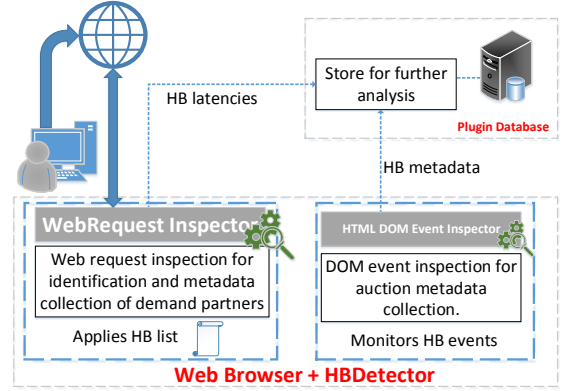 Store for further
analysis
Plugin Database
HB latencies
HB metadata
WebRequest Inspector
Web request inspection for
identification and metadata
collection of demand partners
Applies HB list
HTML DOM Event Inspector
DOM event inspection for
auction metadata
collection.
Monitors HB events
Web Browser + HBDetector